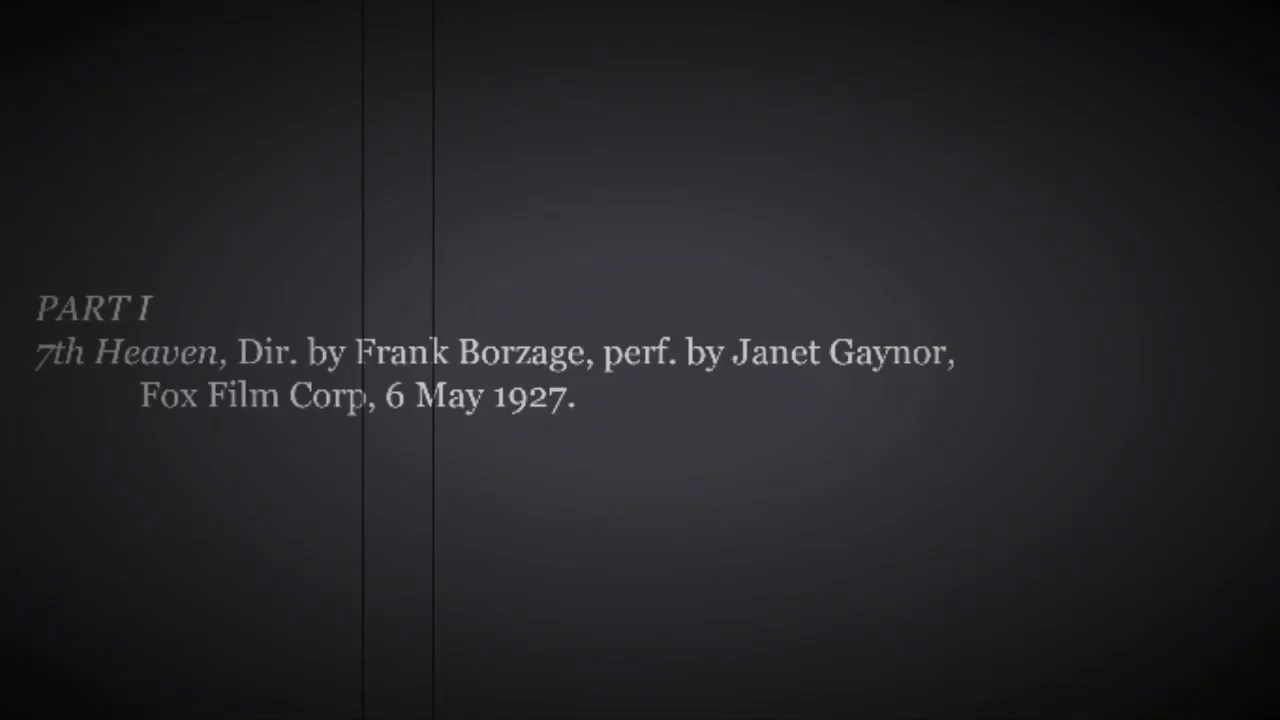 PART I
7th Heaven, Dir. by Frank Borzage, perf. by Janet Gaynor,
Fox Film Corp, 6 May 1927.